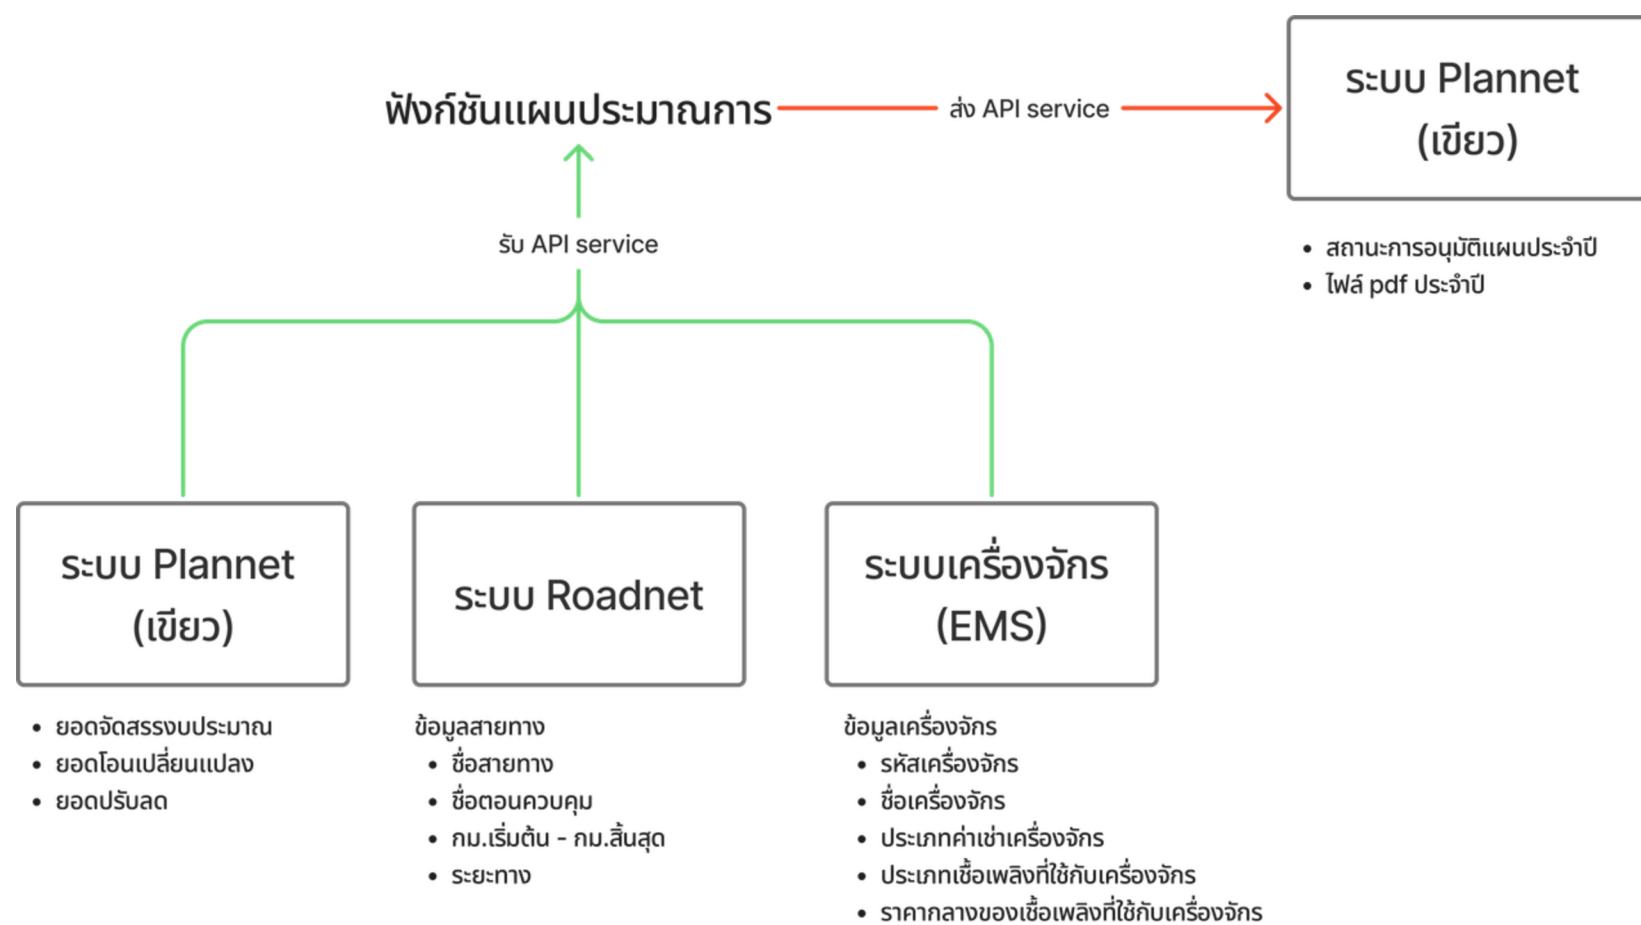 ฟังก์ชันแผนประมาณการ
ส่ง API service
ระบบ Plannet
(เขียว)
• สถานะการอนุมัติแผนประจำปี
• ไฟล์ pdf ประจำปี
รับ API service
ระบบ Plannet
(เขียว)
• ยอดจัดสรรงบประมาณ
• ยอดโอนเปลี่ยนแปลง
• ยอดปรับลด
ระบบ Roadnet
ข้อมูลสายทาง
• ชื่อสายทาง
• ชื่อตอนควบคุม
• กม.เริ่มต้น - กม.สิ้นสุด
• ระยะทาง
ระบบเครื่องจักร
(EMS)
ข้อมูลเครื่องจักร
• รหัสเครื่องจักร
• ชื่อเครื่องจักร
• ประเภทค่าเช่าเครื่องจักร
• ประเภทเชื้อเพลิงที่ใช้กับเครื่องจักร
• ราคากลางของเชื้อเพลิงที่ใช้กับเครื่องจักร